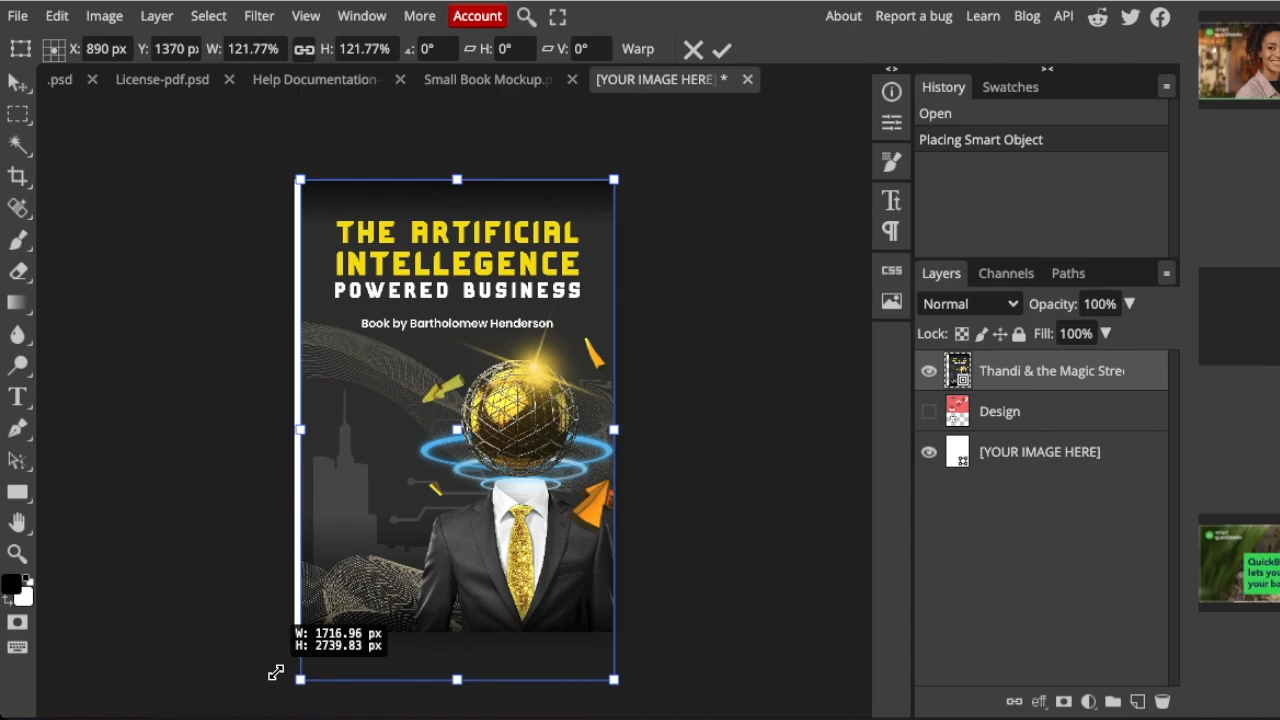 File Edit Image Layer Select Filter View Window More Account About Report a bug Learn Blog API
X: 890 px Y: 1370 px W: 121.77% H: 121.77% 0° H: 0° V: 0° Warp
.psd License-pdf.psd Help Documentation- Small Book Mockup.p [YOUR IMAGE HERE] *
History Swatches
Open
Placing Smart Object
THE ARTIFICIAL
INTELLEGENCE
POWERED BUSINESS
Book by Bartholomew Henderson
W: 1716.96 px
H: 2739.83 px
CSS
Layers Channels Paths
Normal Opacity: 100%
Lock: Fill: 100%
Thandi & the Magic Stre
Design
[YOUR IMAGE HERE]
eff
QuickB
lets you
your ba